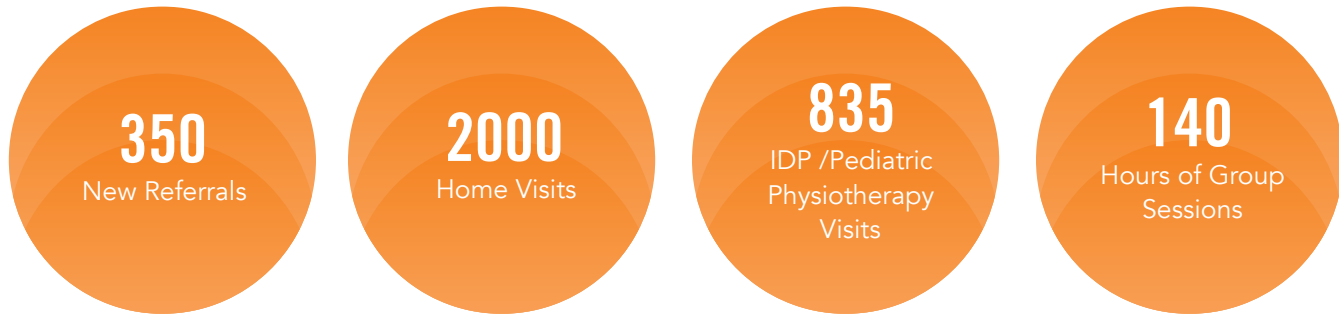 350
New Referrals
2000
Home Visits
835
IDP /Pediatric
Physiotherapy
Visits
140
Hours of Group
Sessions